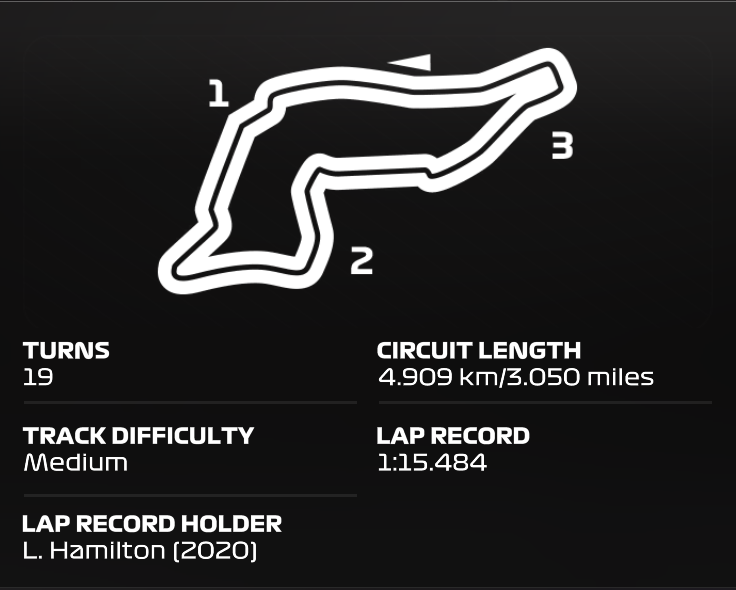 1
3
2
TURNS
19
CIRCUIT LENGTH
4.909 km/3.050 miles
TRACK DIFFICULTY
Medium
LAP RECORD
1:15.484
LAP RECORD HOLDER
L. Hamilton (2020)